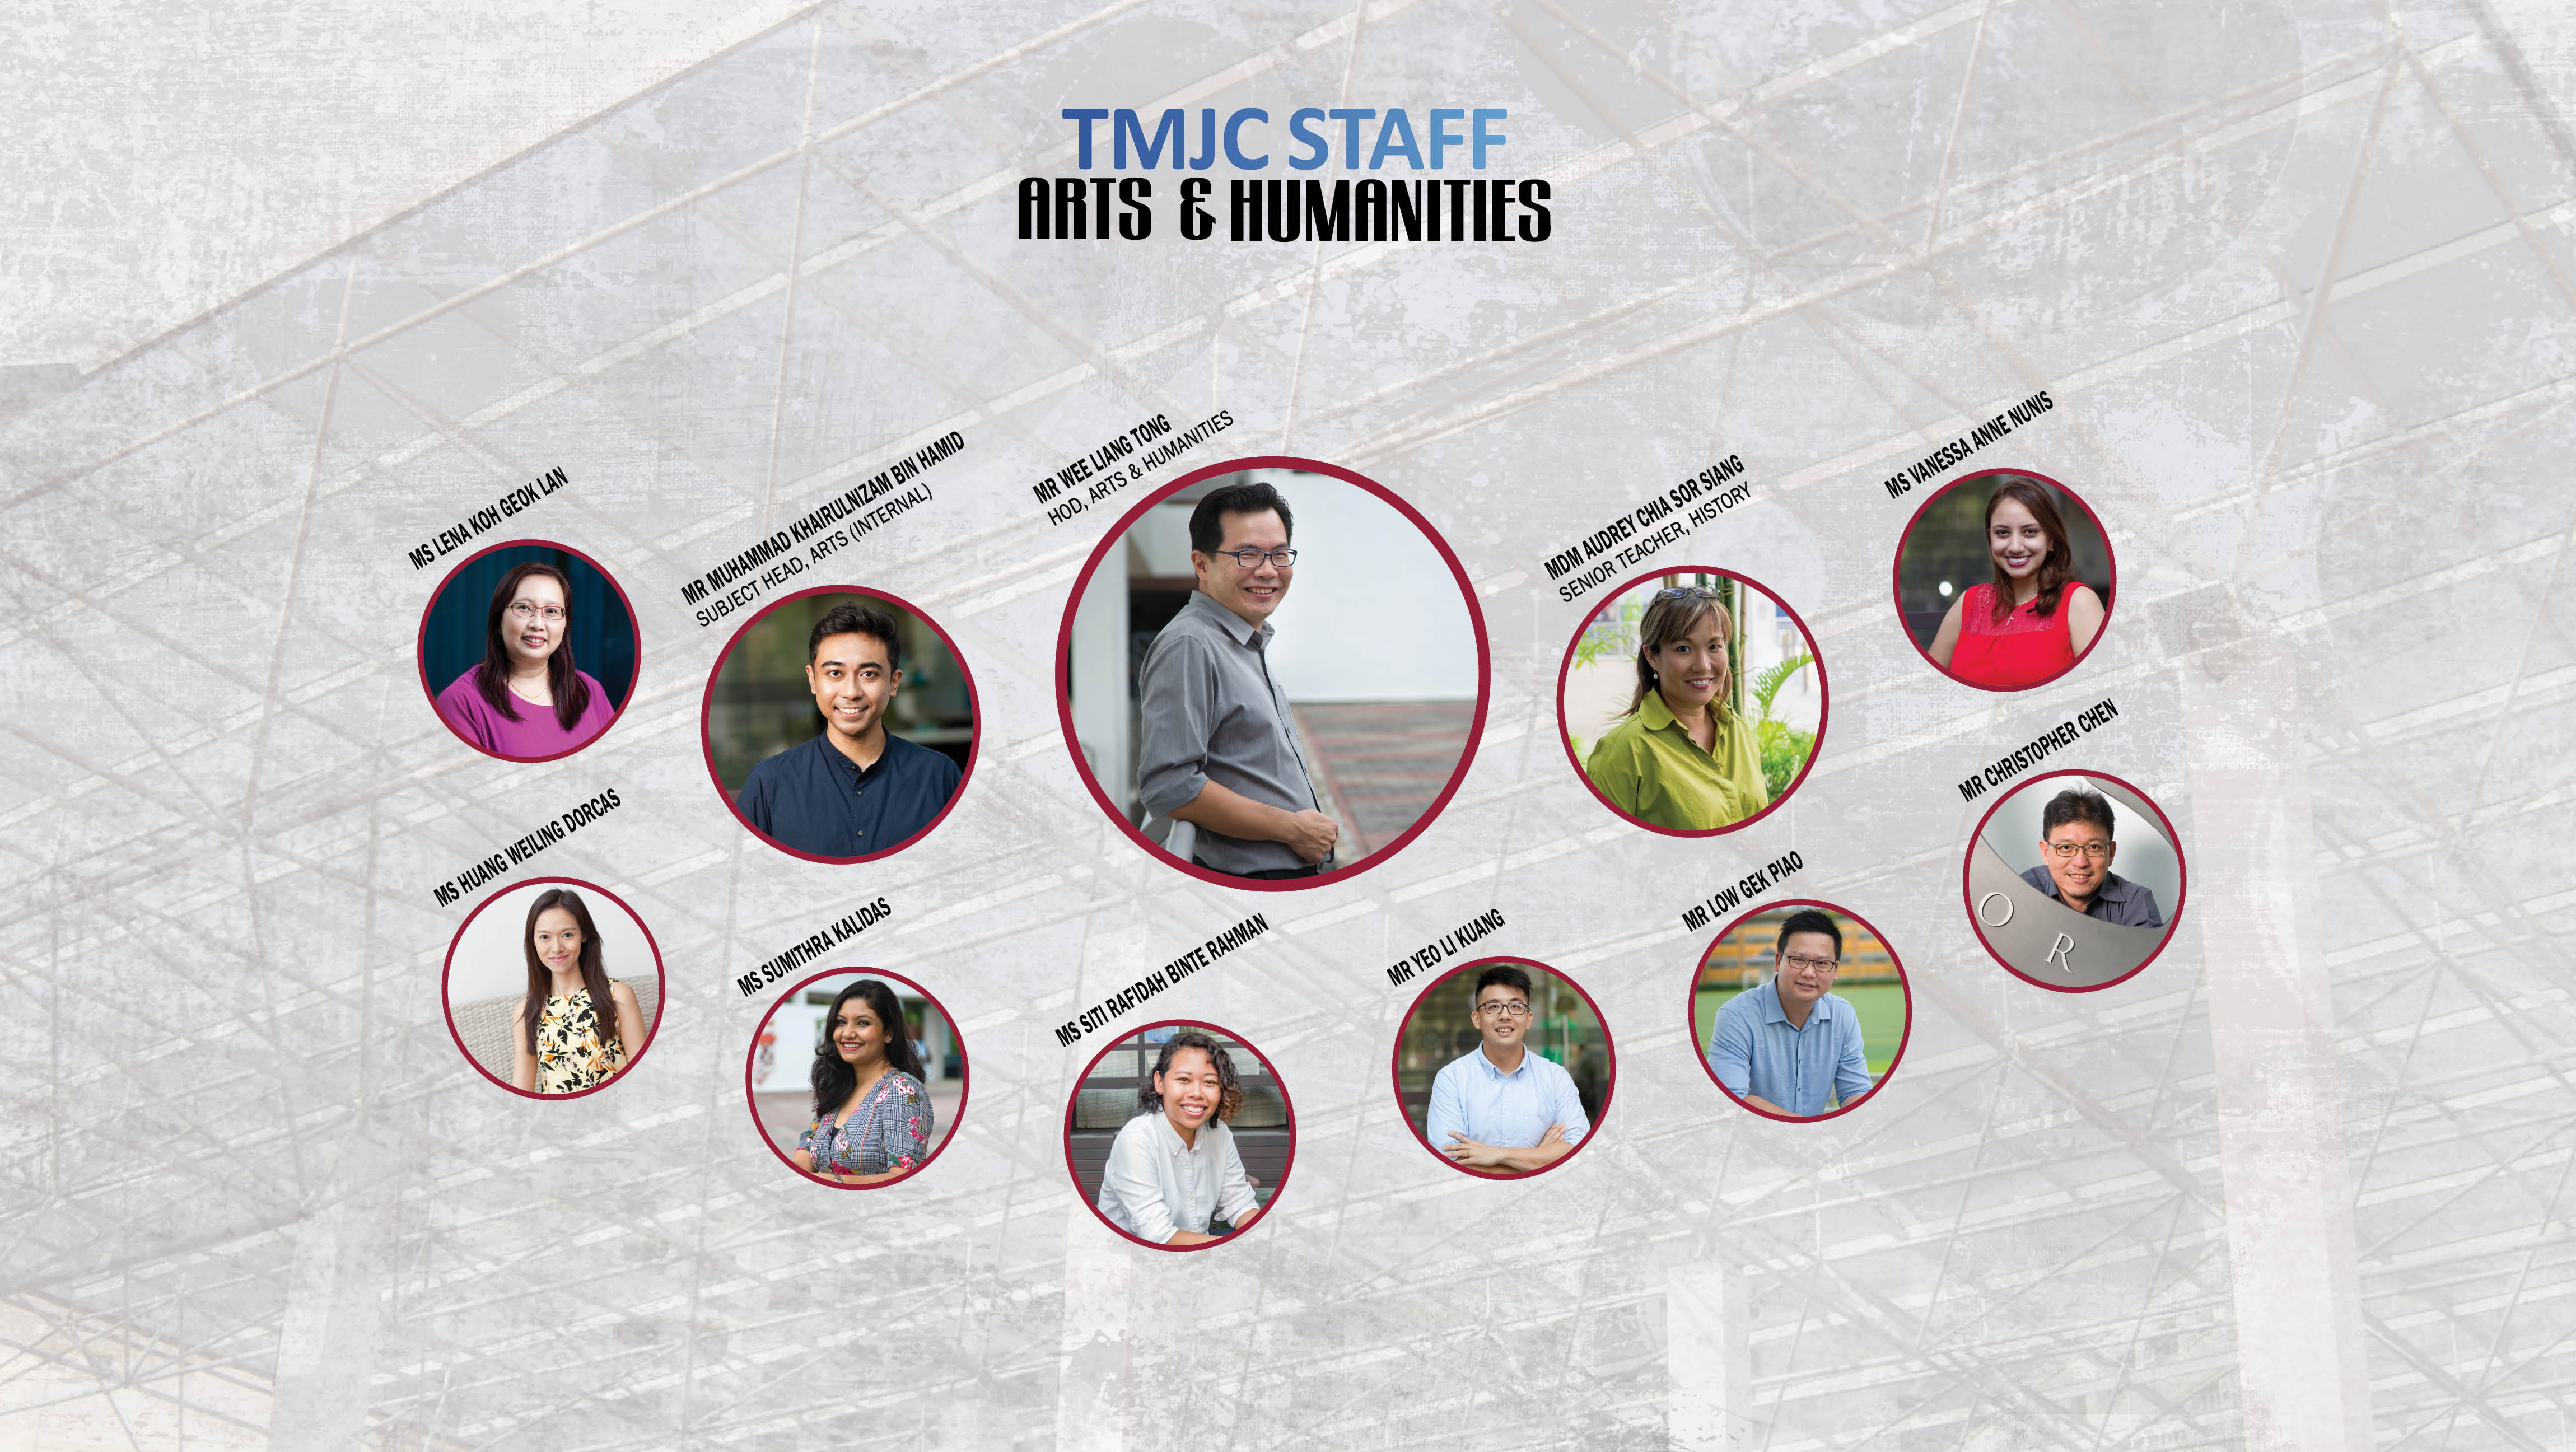 TMJC STAFF
ARTS & HUMANITIES
MS LENA KOH GEOK LAN
MR MUHAMMAD KHAIRULNIZAM BIN HAMID
SUBJECT HEAD, ARTS (INTERNAL)
MR WEE LIANG TONG
HOD, ARTS & HUMANITIES
MDM AUDREY CHIA SOR SIANG
SENIOR TEACHER, HISTORY
MS VANESSA ANNE NUNIS
MS HUANG WEILING DORCAS
MS SUMITHRA KALIDAS
MS SITI RAFIDAH BINTE RAHMAN
MR YEO LI KUANG
MR LOW GEK PIAO
MR CHRISTOPHER CHEN
O R